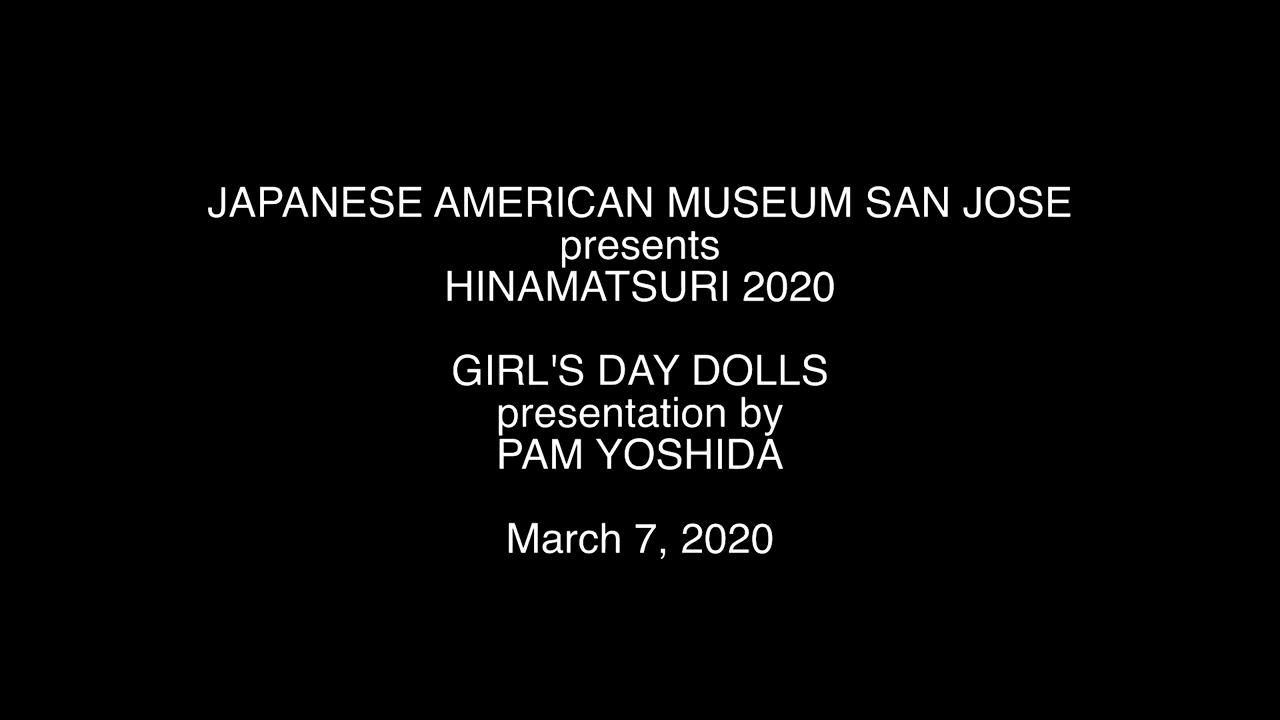 JAPANESE AMERICAN MUSEUM SAN JOSE
presents
HINAMATSURI 2020
GIRL'S DAY DOLLS
presentation by
PAM YOSHIDA
March 7, 2020